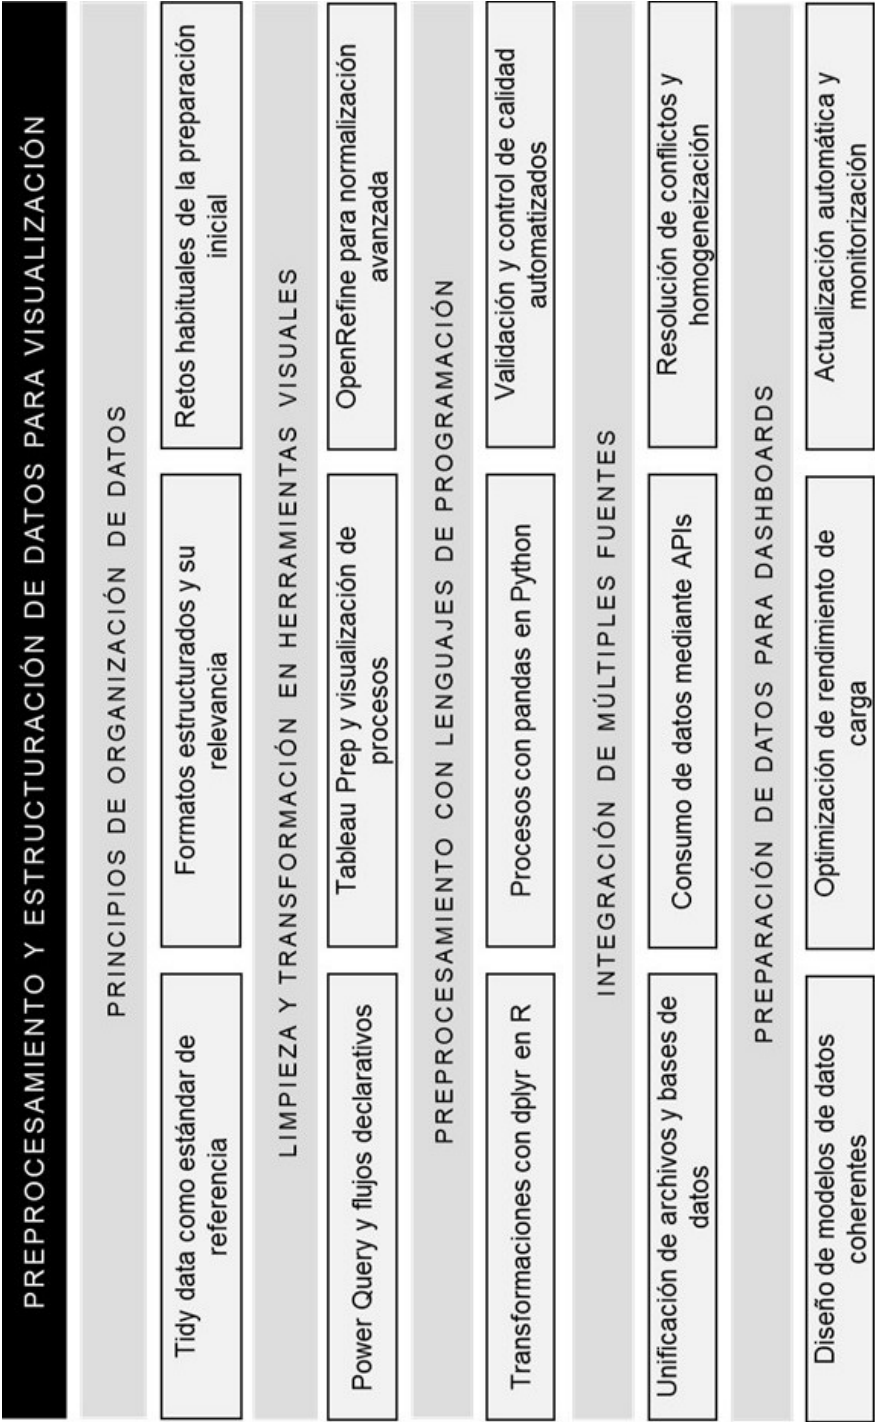 PREPROCESAMIENTO Y ESTRUCTURACIÓN DE DATOS PARA VISUALIZACIÓN
PRINCIPIOS DE ORGANIZACIÓN DE DATOS
Tidy data como estándar de
referencia
Formatos estructurados y su
relevancia
Retos habituales de la preparación
inicial
LIMPIEZA Y TRANSFORMACIÓN EN HERRAMIENTAS VISUALES
Power Query y flujos declarativos
Tableau Prep y visualización de
procesos
OpenRefine para normalización
avanzada
PREPROCESAMIENTO CON LENGUAJES DE PROGRAMACIÓN
Transformaciones con dplyr en R
Procesos con pandas en Python
Validación y control de calidad
automatizados
INTEGRACIÓN DE MÚLTIPLES FUENTES
Unificación de archivos y bases de
datos
Consumo de datos mediante APIs
Resolución de conflictos y
homogeneización
PREPARACIÓN DE DATOS PARA DASHBOARDS
Diseño de modelos de datos
coherentes
Optimización de rendimiento de
carga
Actualización automática y
monitorización